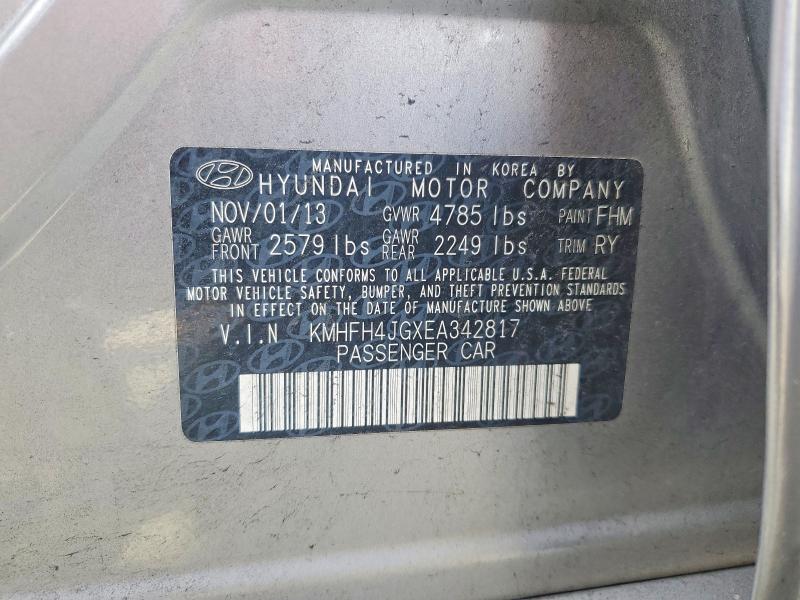 MANUFACTURED IN KOREA BY
HYUNDAI MOTOR COMPANY
NOV/01/13 GVWR 4785 lbs PAINT FHM
GAWR FRONT 2579 lbs GAWR REAR 2249 lbs TRIM RY
THIS VEHICLE CONFORMS TO ALL APPLICABLE U.S.A. FEDERAL
MOTOR VEHICLE SAFETY, BUMPER, AND THEFT PREVENTION STANDARDS
IN EFFECT ON THE DATE OF MANUFACTURE SHOWN ABOVE
V.I.N KMHFH4JGXEA342817
PASSENGER CAR